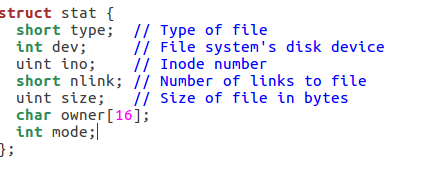 struct stat {
short type;  // Type of file
int dev;     // File system's disk device
uint ino;    // Inode number
short nlink; // Number of links to file
uint size;   // Size of file in bytes
char owner[16];
int mode;
};